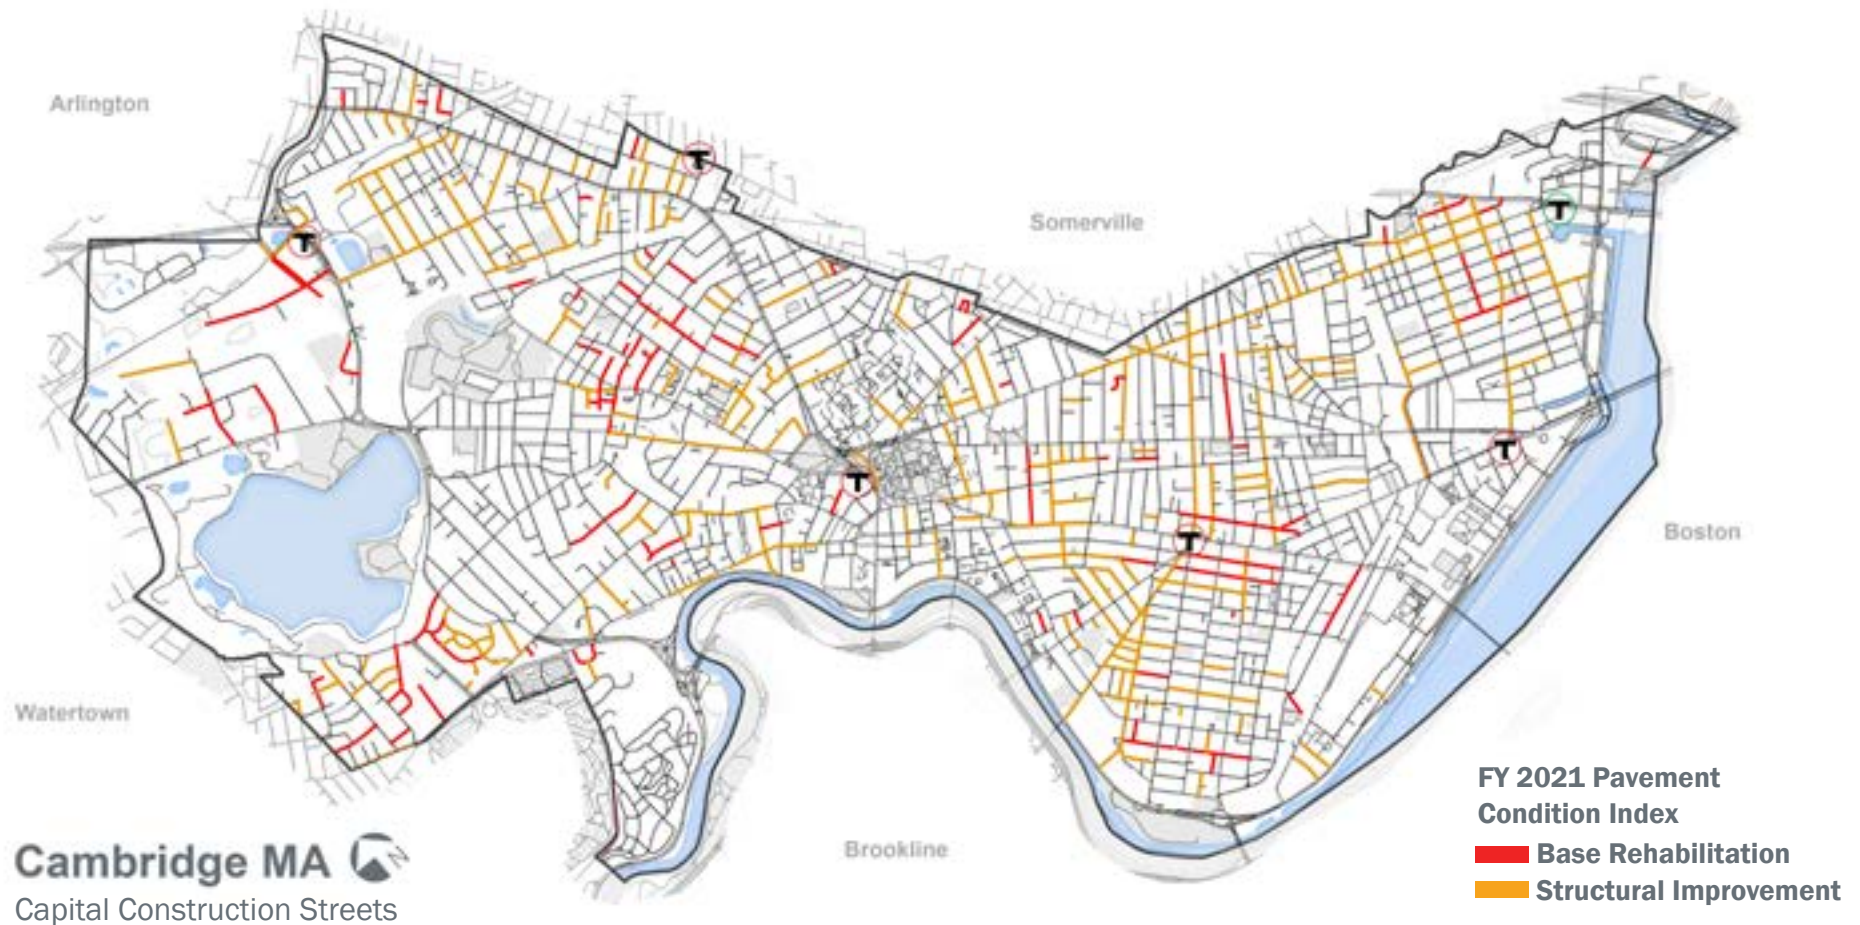 Arlington
Somerville
Boston
Watertown
Brookline
T
T
T
T
T
T
FY 2021 Pavement
Condition Index
Base Rehabilitation
Structural Improvement
Cambridge MA
N
Capital Construction Streets